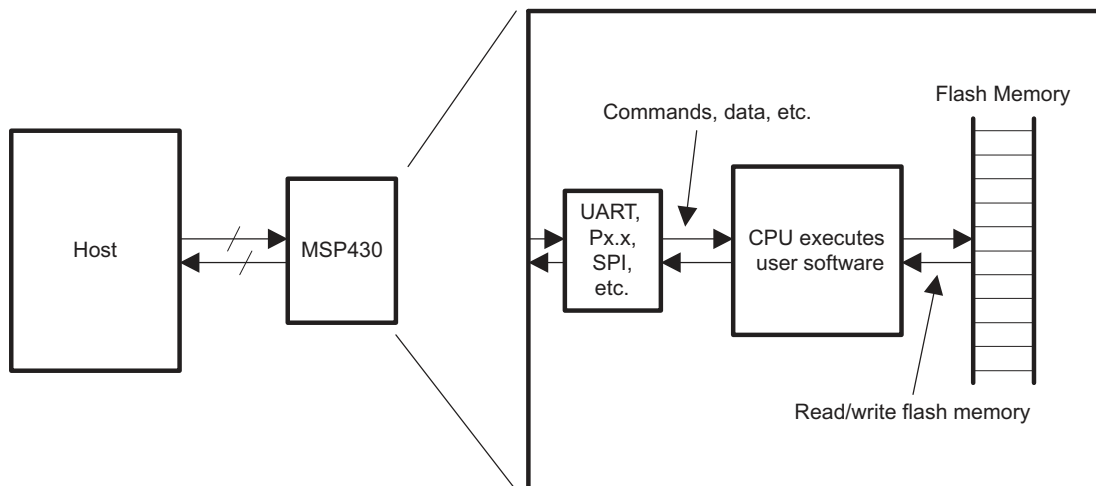 Host
MSP430
Commands, data, etc.
Flash Memory
UART,
Px.x,
SPI,
etc.
CPU executes
user software
Read/write flash memory